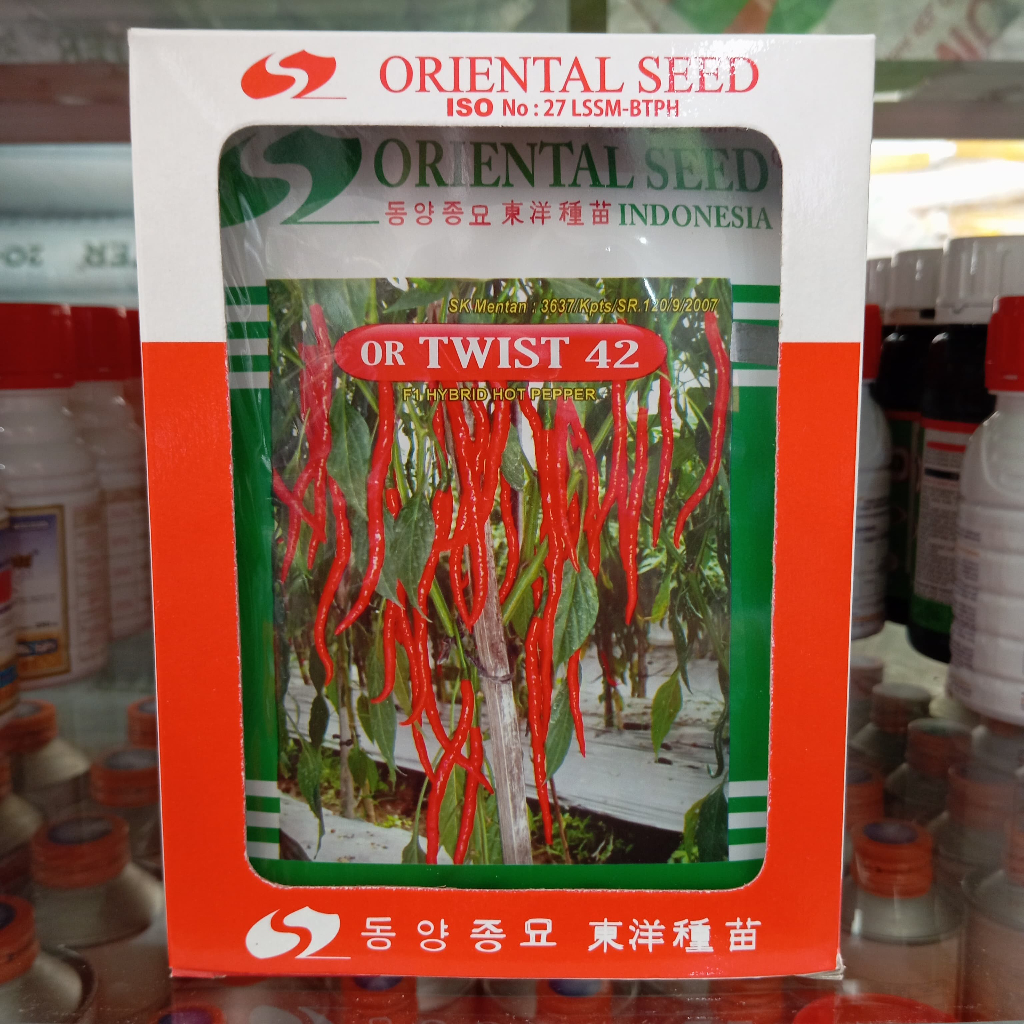 ORIENTAL SEED
ISO No : 27 LSSM-BTPH
ORIENTAL SEED
동양종묘 東洋種苗 INDONESIA
SK Mentan : 3637/Kpts/SR.120/9/2007
OR TWIST 42
F1 HYBRID HOT PEPPER
동양종묘 東洋種苗